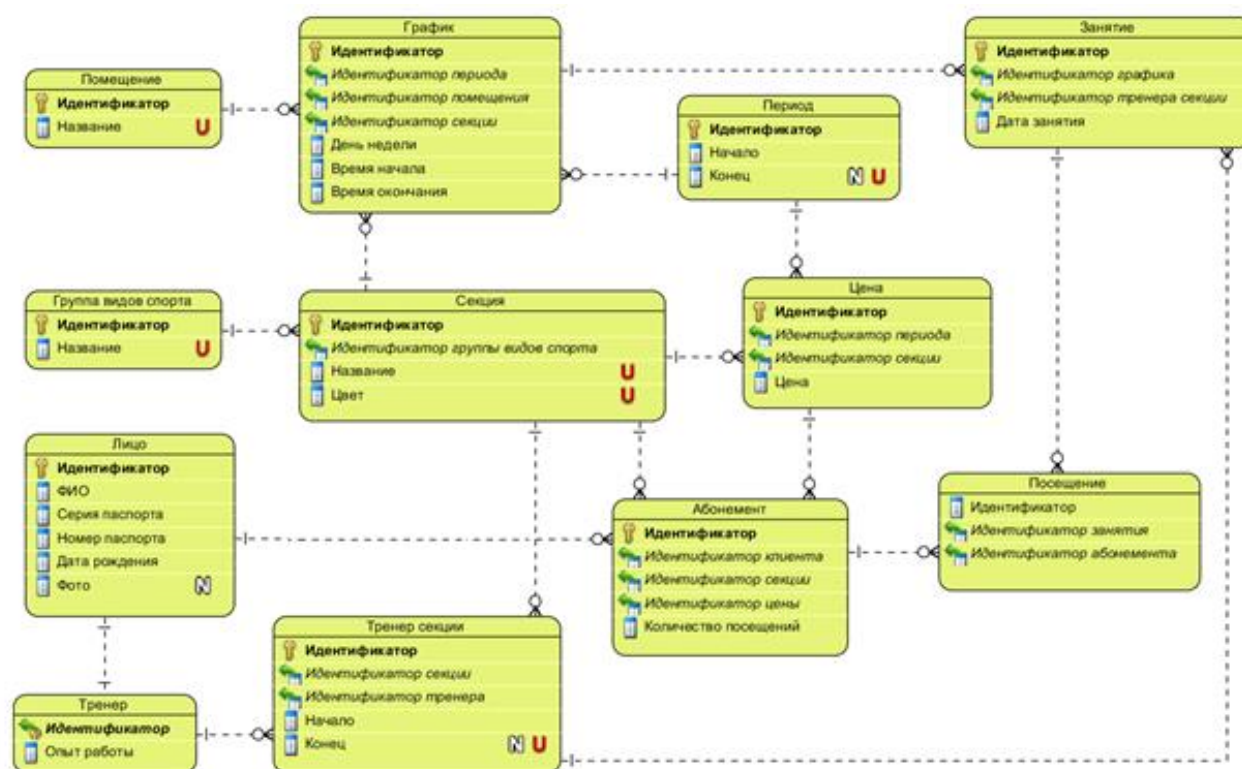 График
Идентификатор
Идентификатор периода
Идентификатор помещения
Идентификатор секции
День недели
Время начала
Время окончания
Занятие
Идентификатор
Идентификатор графика
Идентификатор тренера секции
Дата занятия
Помещение
Идентификатор
Название U
Период
Идентификатор
Начало
Конец N U
Группа видов спорта
Идентификатор
Название U
Секция
Идентификатор
Идентификатор группы видов спорта
Название U
Цвет U
Цена
Идентификатор
Идентификатор периода
Идентификатор секции
Цена
Лицо
Идентификатор
ФИО
Серия паспорта
Номер паспорта
Дата рождения
Фото N
Абонемент
Идентификатор
Идентификатор клиента
Идентификатор секции
Идентификатор цены
Количество посещений
Посещение
Идентификатор
Идентификатор занятия
Идентификатор абонемента
Тренер секции
Идентификатор
Идентификатор секции
Идентификатор тренера
Начало
Конец N U
Тренер
Идентификатор
Опыт работы